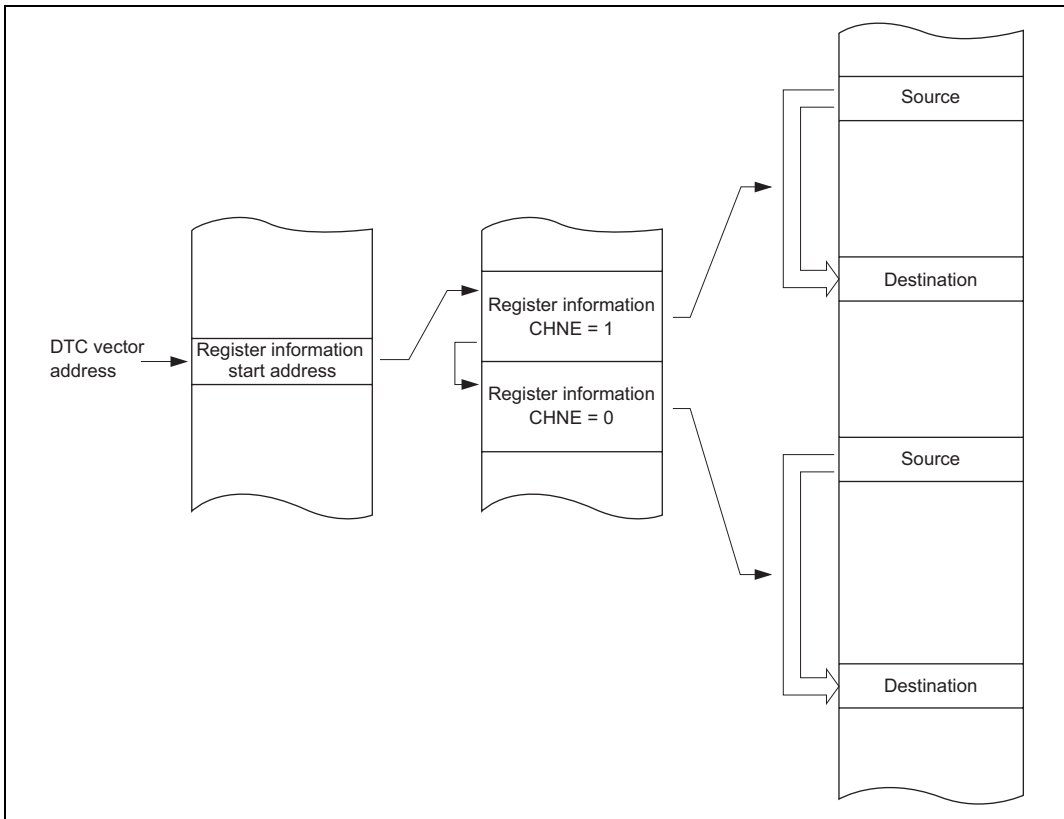 DTC vector
address
Register information
start address
Register information
CHNE = 1
Register information
CHNE = 0
Source
Destination
Source
Destination